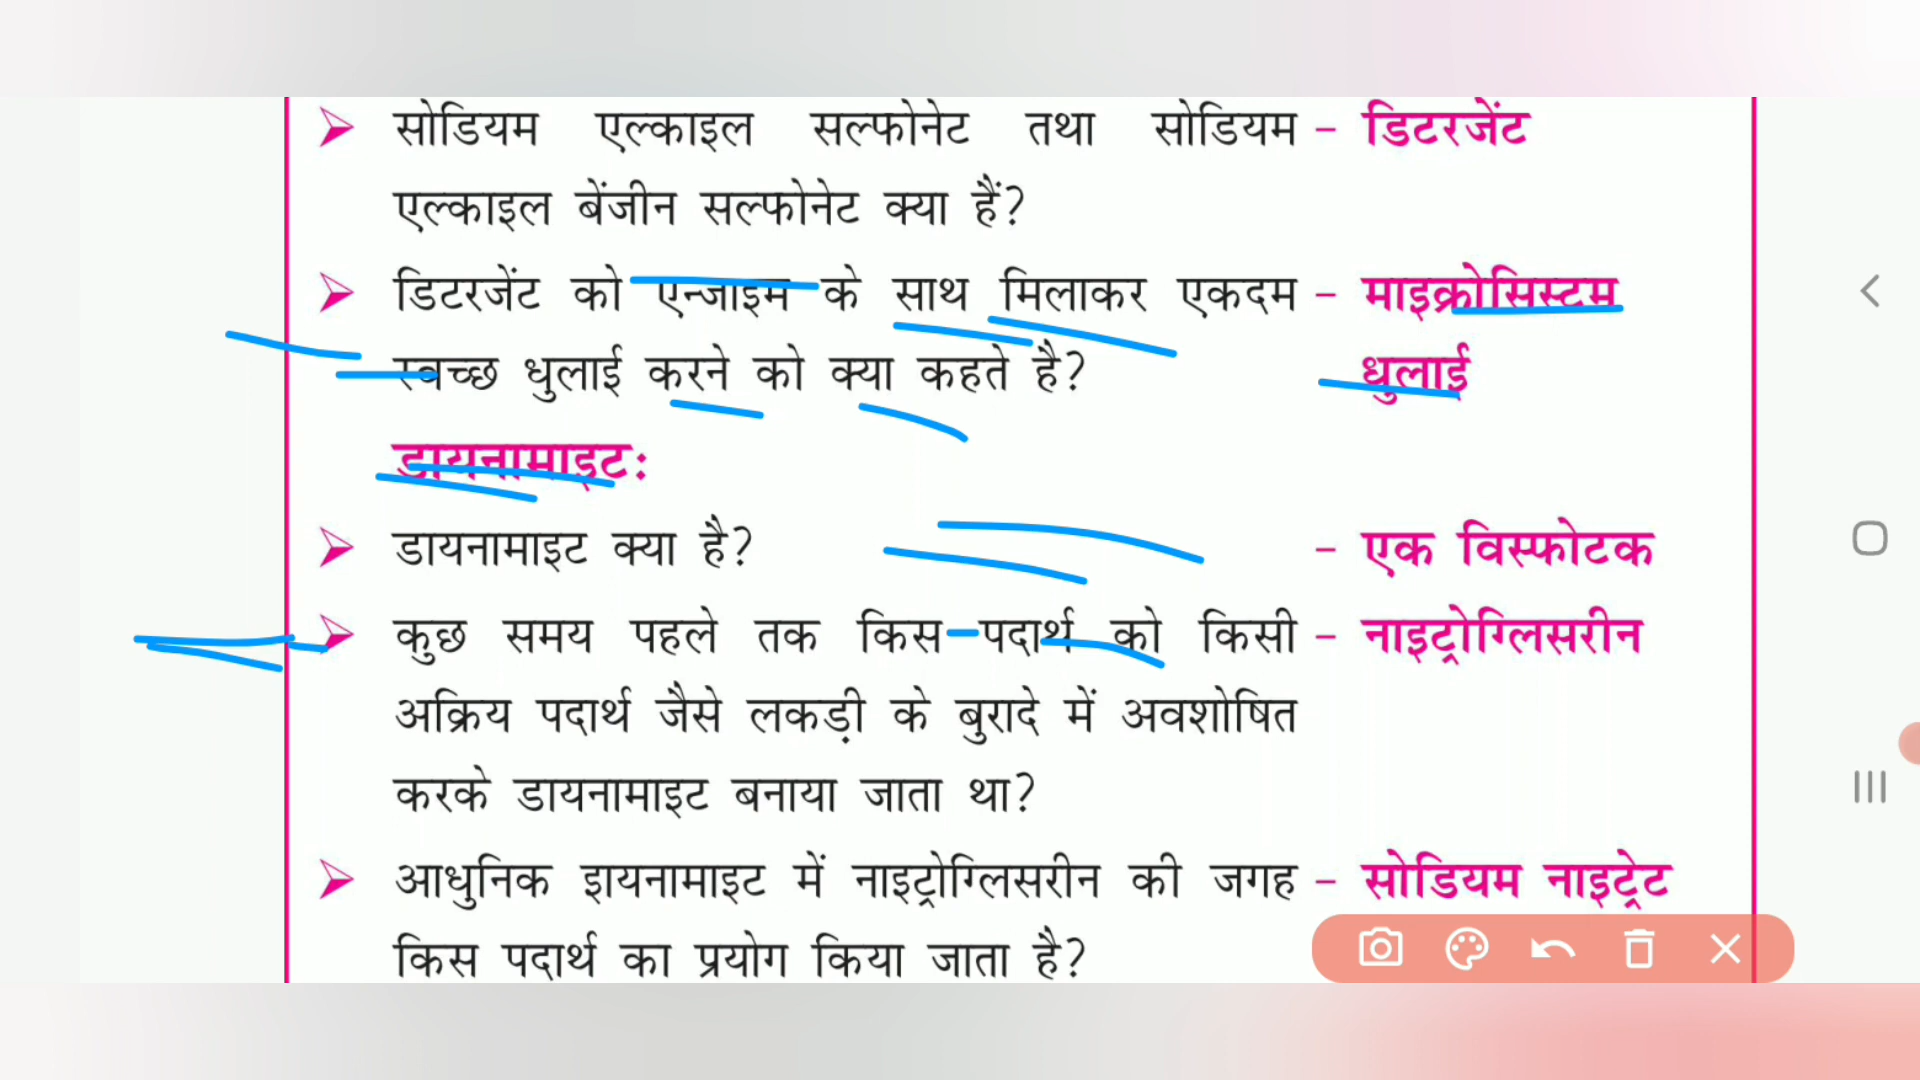 सोडियम एल्काइल सल्फोनेट तथा सोडियम – डिटरजेंट
एल्काइल बेंजीन सल्फोनेट क्या हैं?
डिटरजेंट को एन्जाइम के साथ मिलाकर एकदम – माइक्रोसिस्टम
स्वच्छ धुलाई करने को क्या कहते है? धुलाई
डायनामाइट:
डायनामाइट क्या है? – एक विस्फोटक
कुछ समय पहले तक किस पदार्थ को किसी – नाइट्रोग्लिसरीन
अक्रिय पदार्थ जैसे लकड़ी के बुरादे में अवशोषित
करके डायनामाइट बनाया जाता था?
आधुनिक इायनामाइट में नाइट्रोग्लिसरीन की जगह – सोडियम नाइट्रेट
किस पदार्थ का प्रयोग किया जाता है?